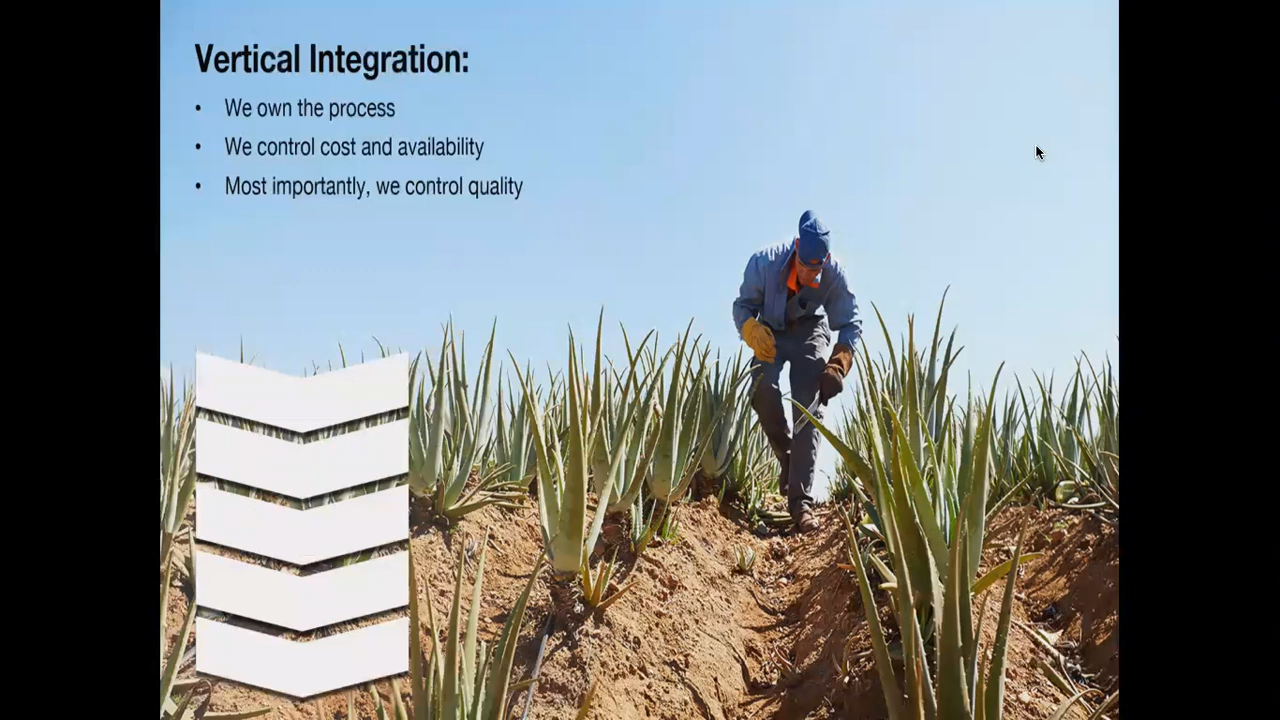 Vertical Integration:
• We own the process
• We control cost and availability
• Most importantly, we control quality